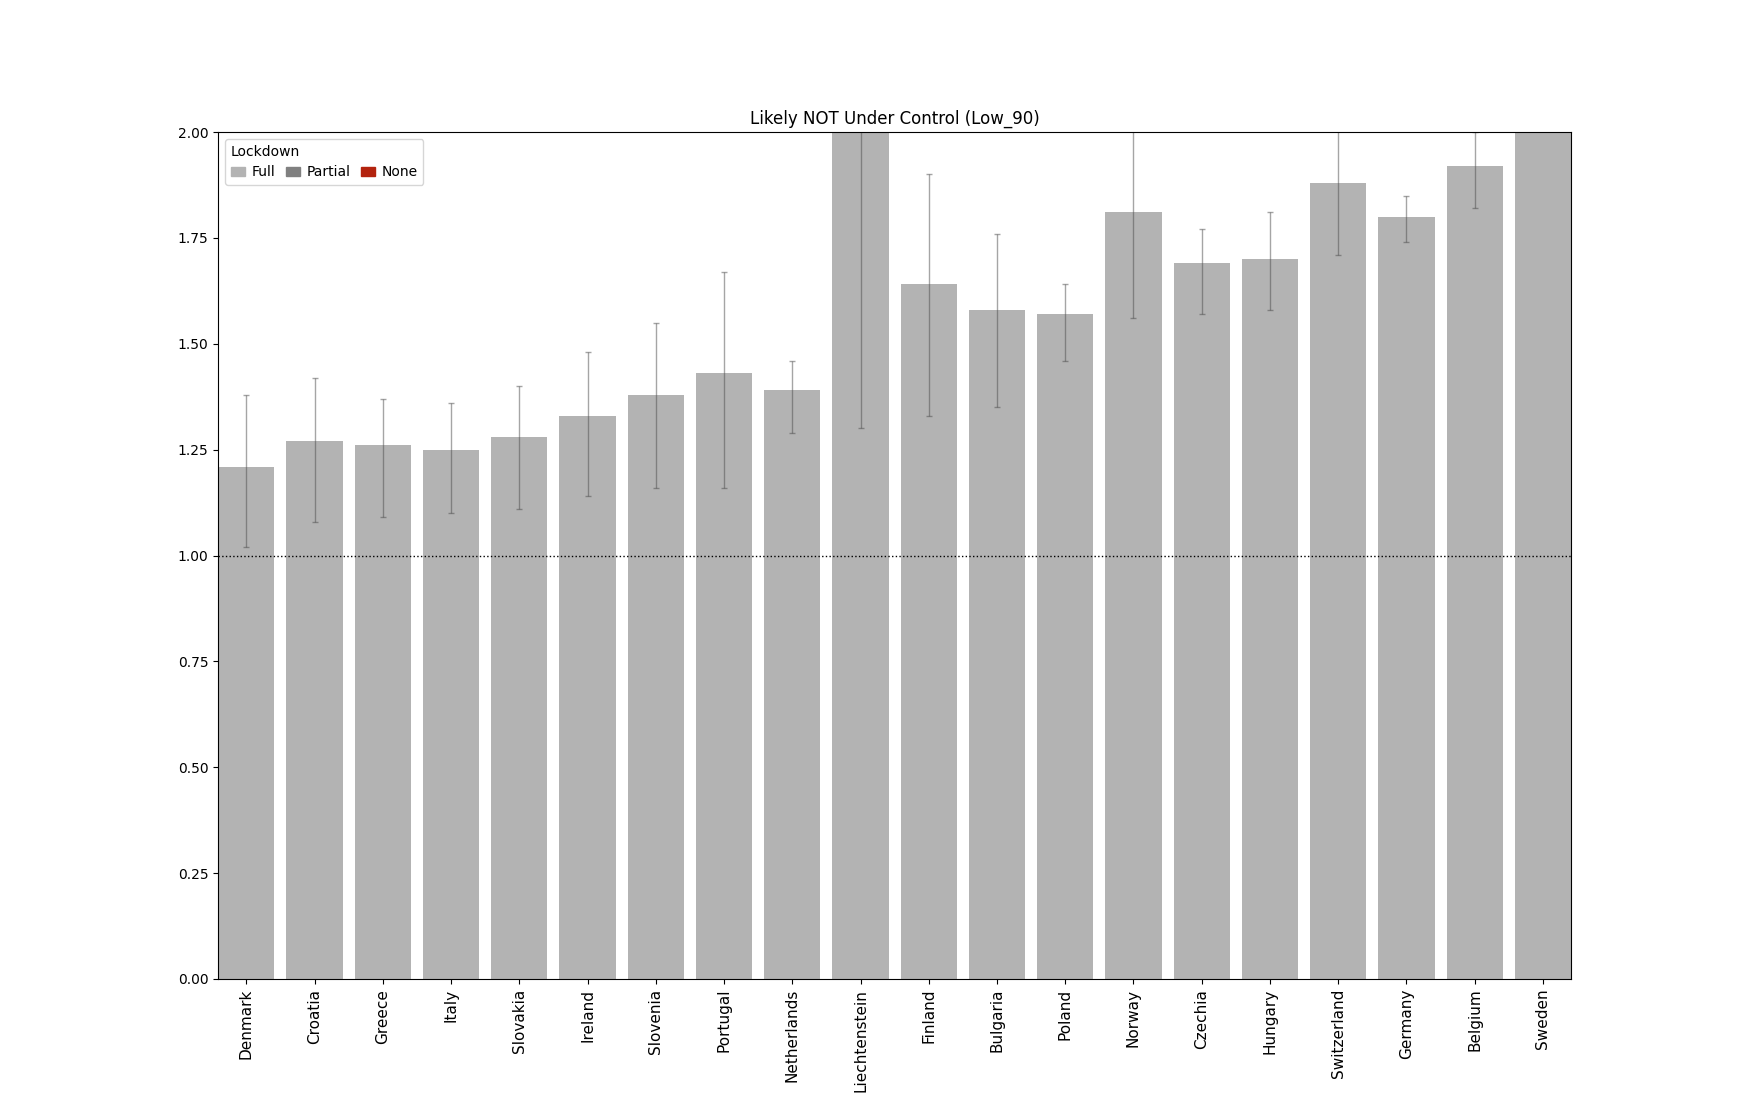 Likely NOT Under Control (Low_90)
Lockdown
Full Partial None
2.00
1.75
1.50
1.25
1.00
0.75
0.50
0.25
0.00
Denmark
Croatia
Greece
Italy
Slovakia
Ireland
Slovenia
Portugal
Netherlands
Liechtenstein
Finland
Bulgaria
Poland
Norway
Czechia
Hungary
Switzerland
Germany
Belgium
Sweden